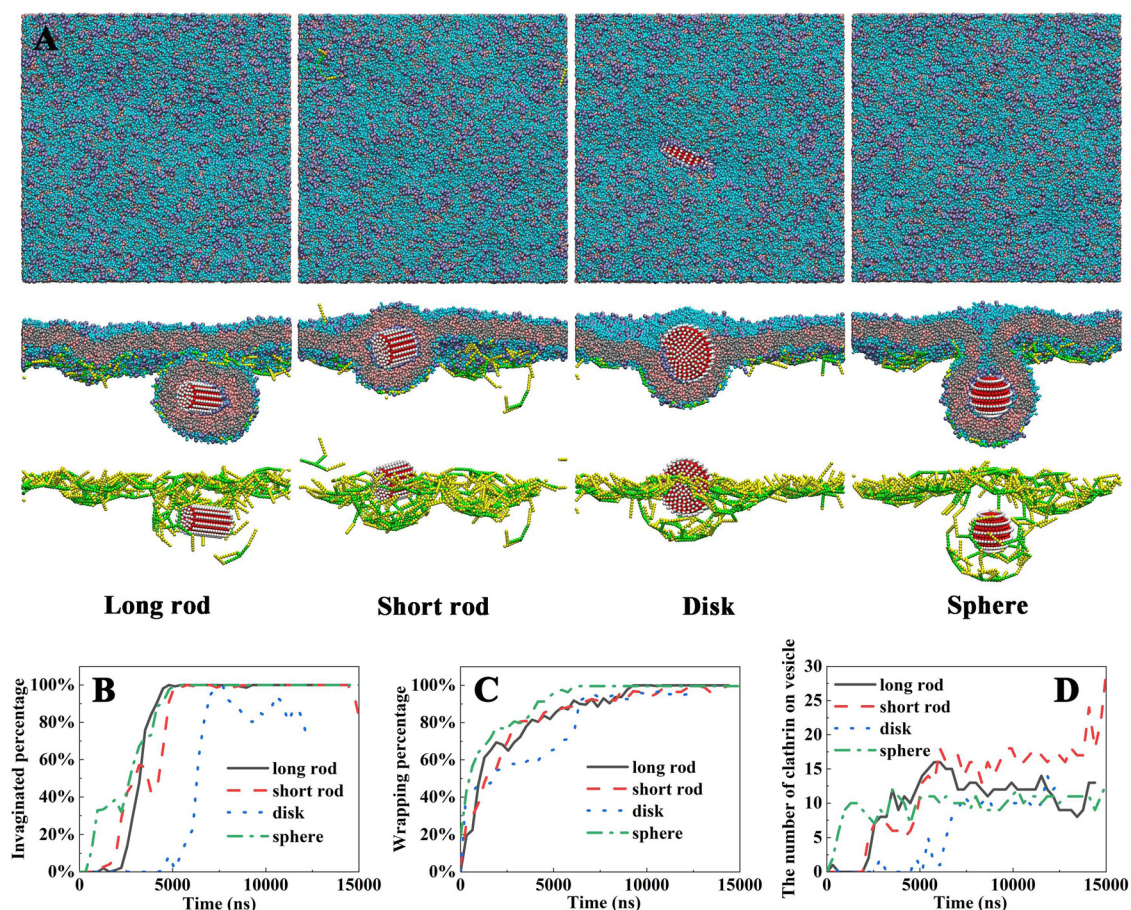 A
Long rod
Short rod
Disk
Sphere
B
Invaginated percentage
100%
80%
60%
40%
20%
0%
long rod
short rod
disk
sphere
0
5000
10000
15000
Time (ns)
C
Wrapping percentage
100%
80%
60%
40%
20%
0%
long rod
short rod
disk
sphere
0
5000
10000
15000
Time (ns)
D
The number of clathrin on vesicle
30
25
20
15
10
5
0
long rod
short rod
disk
sphere
0
5000
10000
15000
Time (ns)